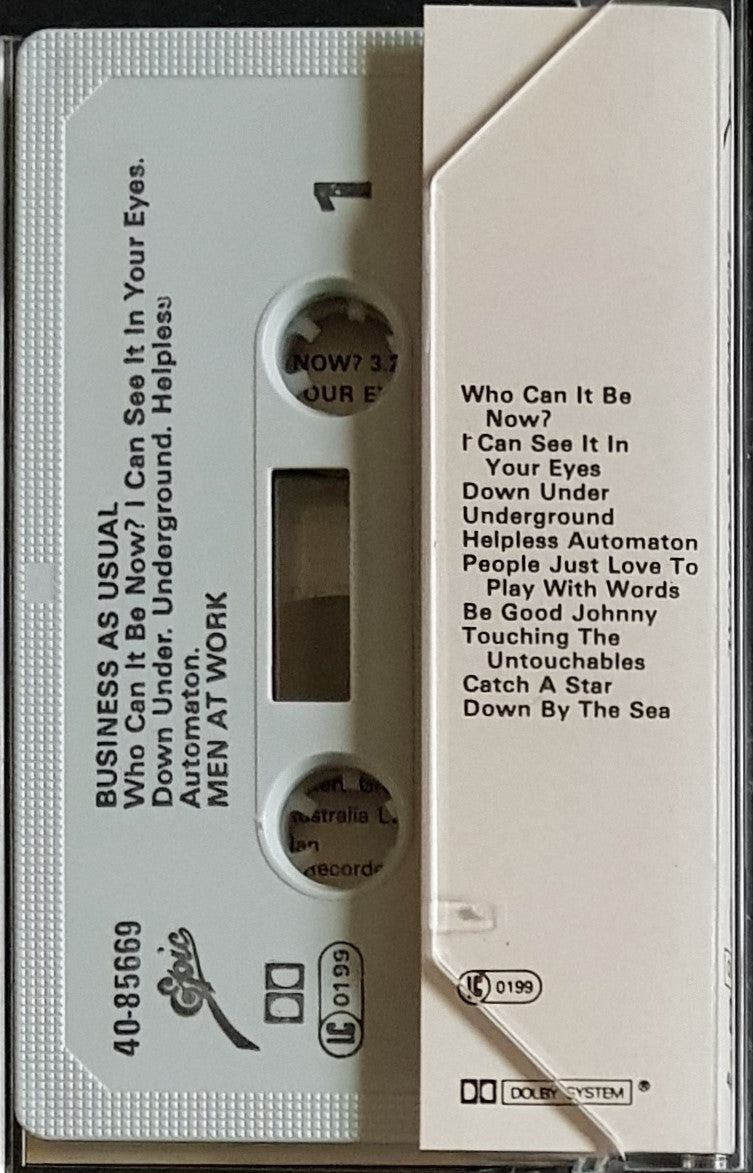 BUSINESS AS USUAL
Who Can It Be Now? I Can See It In Your Eyes.
Down Under. Underground. Helpless
Automaton.
MEN AT WORK
1
40-85669
Epic
LC 0199
NOW?
OUR
Who Can It Be
Now?
I Can See It In
Your Eyes
Down Under
Underground
Helpless Automaton
People Just Love To
Play With Words
Be Good Johnny
Touching The
Untouchables
Catch A Star
Down By The Sea
LC 0199
DOLBY SYSTEM ®